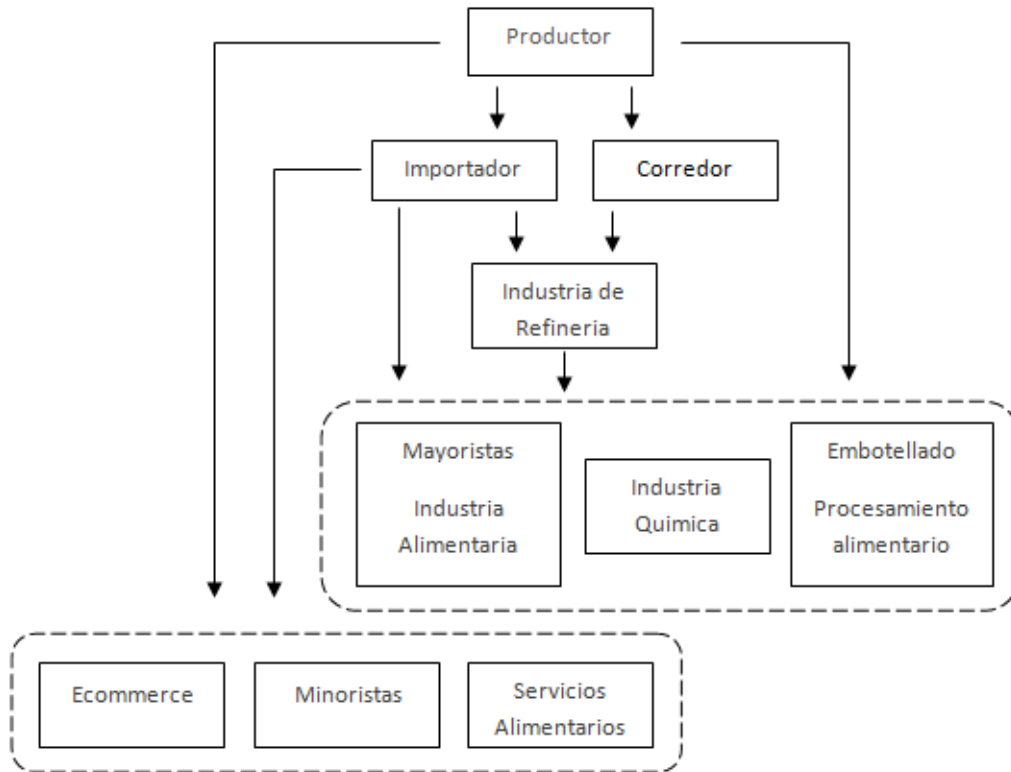 Productor
Importador
Corredor
Industria de
Refineria
Mayoristas
Industria
Alimentaria
Industria
Quimica
Embotellado
Procesamiento
alimentario
Ecommerce
Minoristas
Servicios
Alimentarios